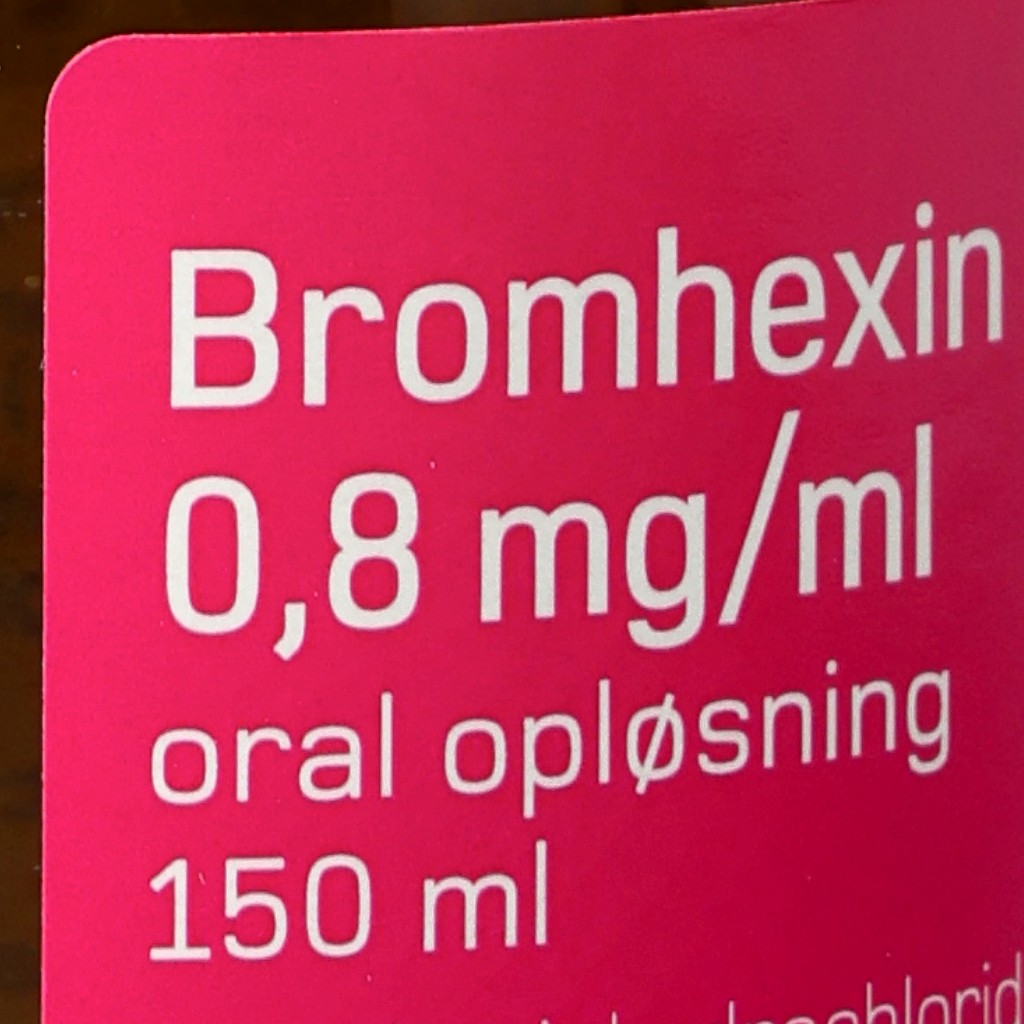 Bromhexin
0,8 mg/ml
oral opløsning
150 ml